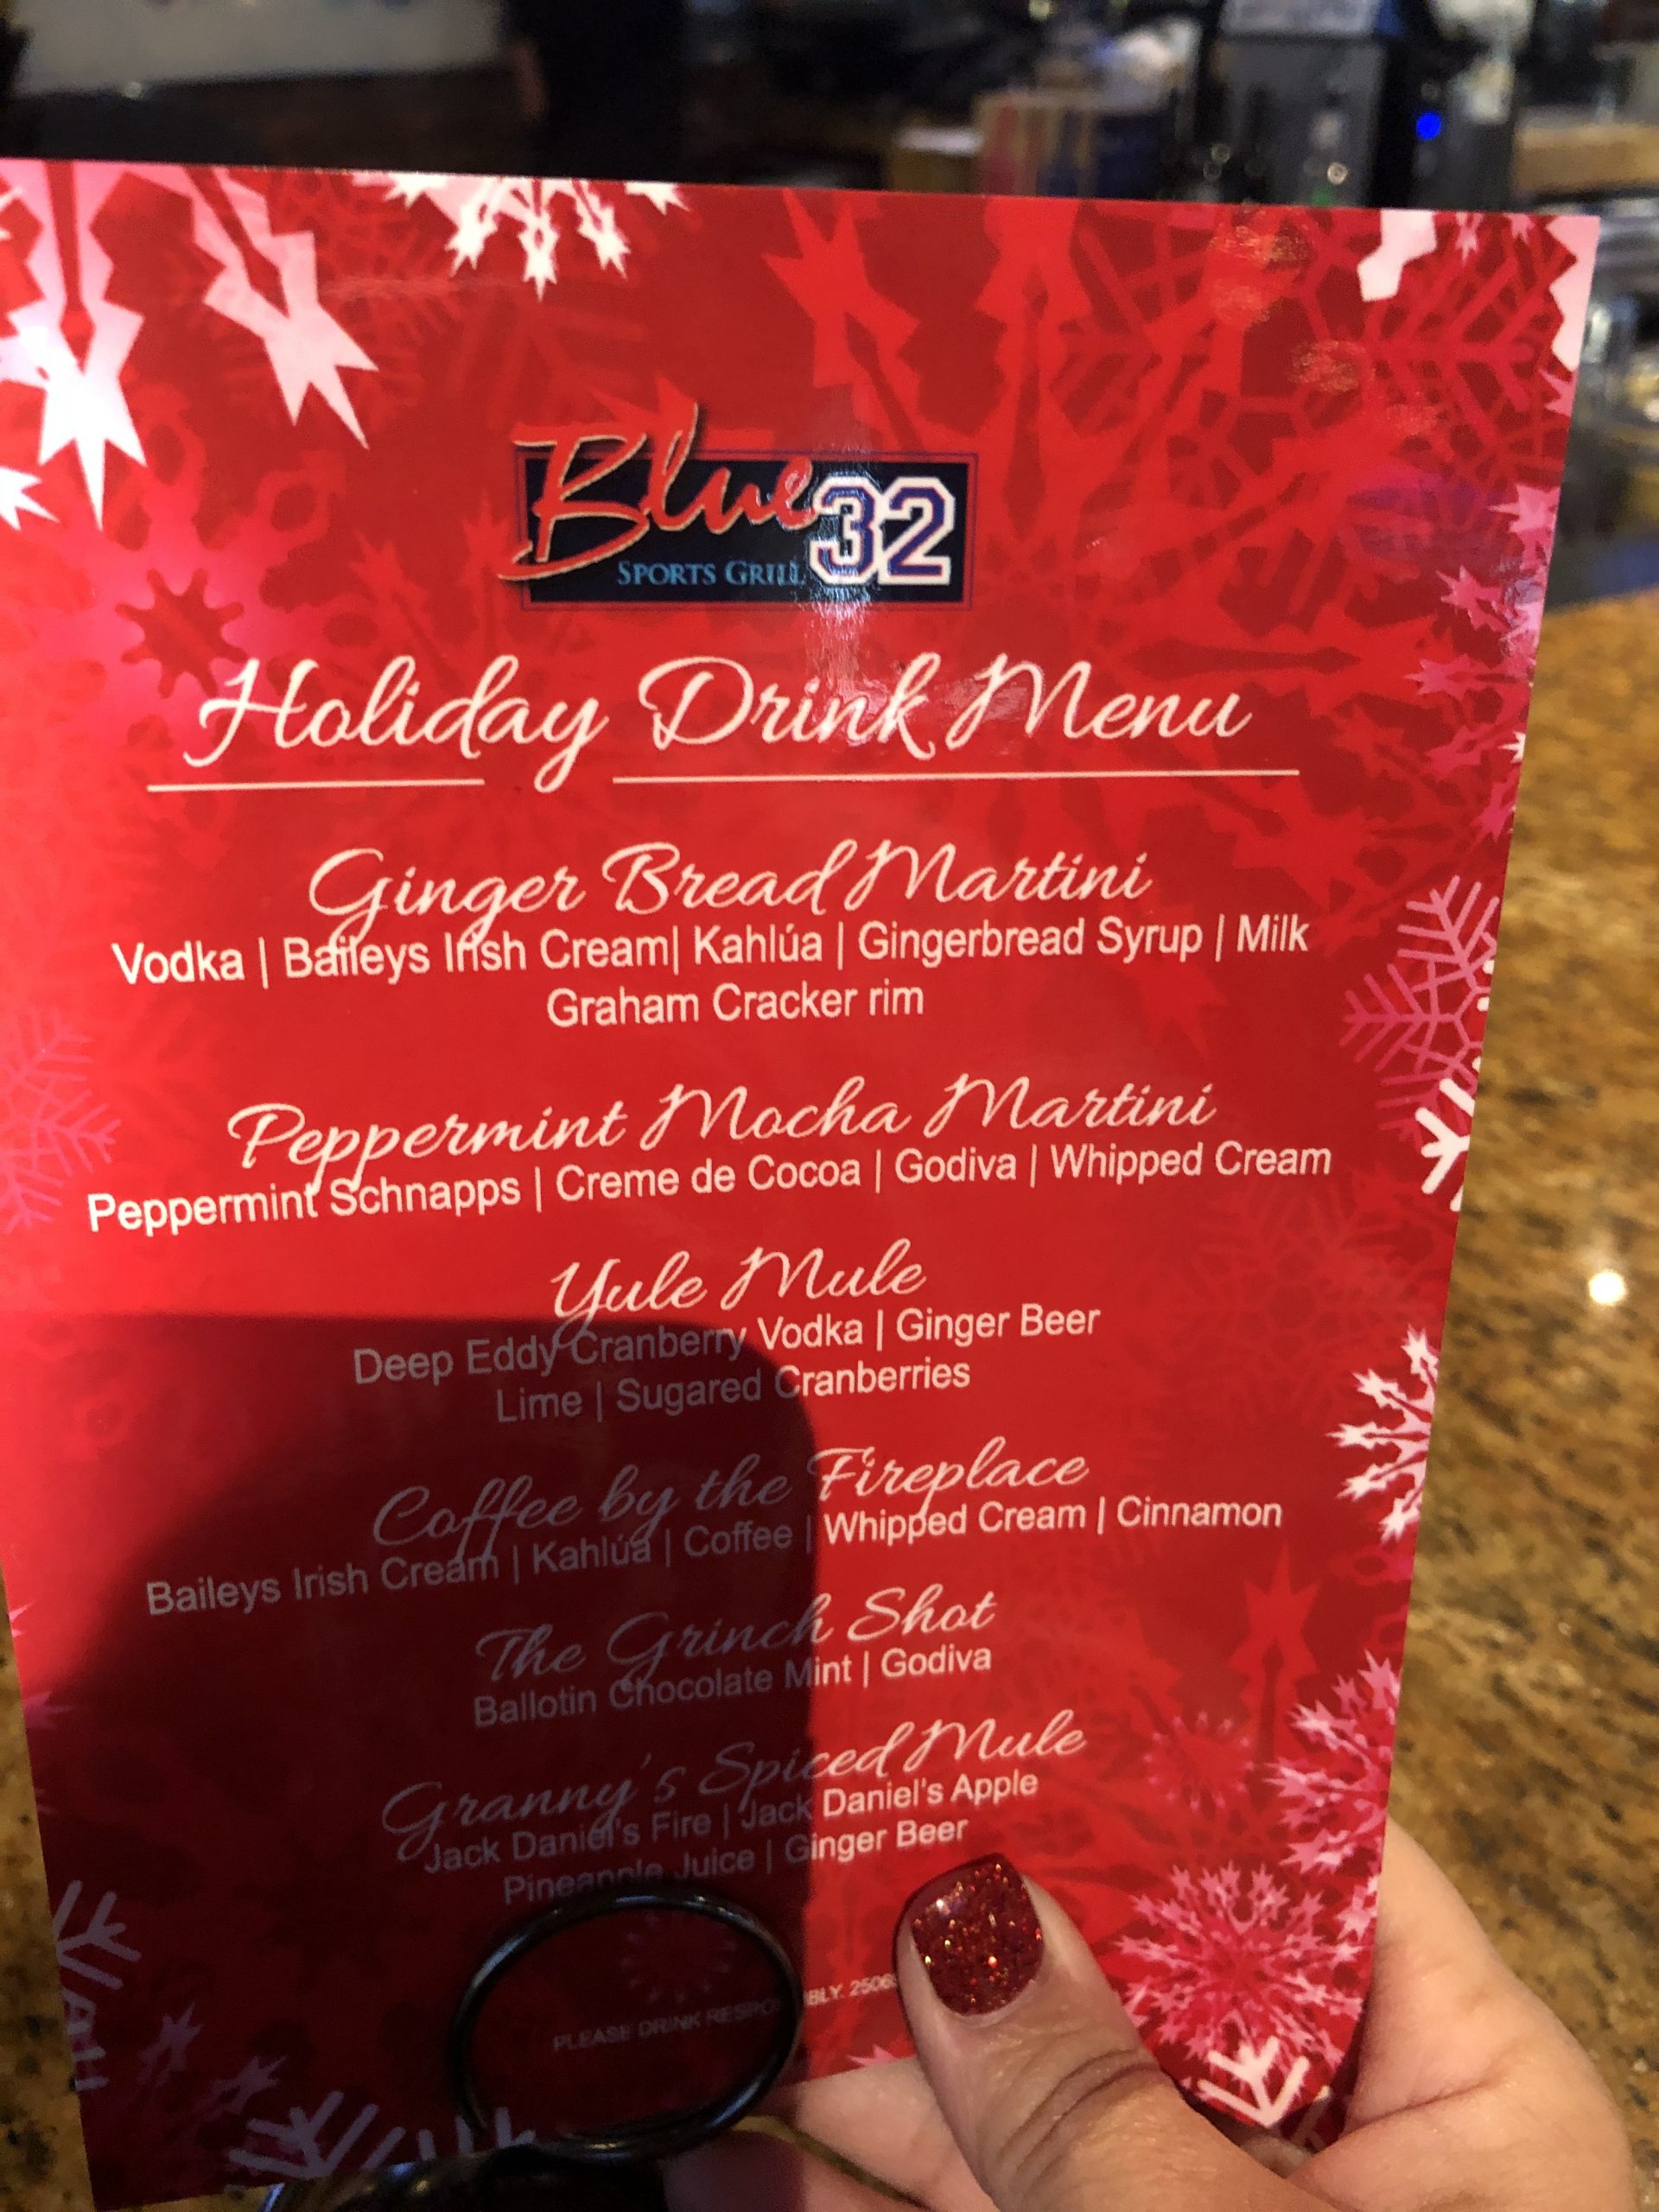 Blue 32
SPORTS GRILL
Holiday Drink Menu
Ginger Bread Martini
Vodka | Baileys Irish Cream| Kahlúa | Gingerbread Syrup | Milk
Graham Cracker rim
Peppermint Mocha Martini
Peppermint Schnapps | Creme de Cocoa | Godiva | Whipped Cream
Yule Mule
Deep Eddy Cranberry Vodka | Ginger Beer
Lime | Sugared Cranberries
Coffee by the Fireplace
Baileys Irish Cream | Kahlúa | Coffee | Whipped Cream | Cinnamon
The Grinch Shot
Ballotin Chocolate Mint | Godiva
Granny's Spiced Mule
Jack Daniel's Fire | Jack Daniel's Apple
Pineapple Juice | Ginger Beer
PLEASE DRINK